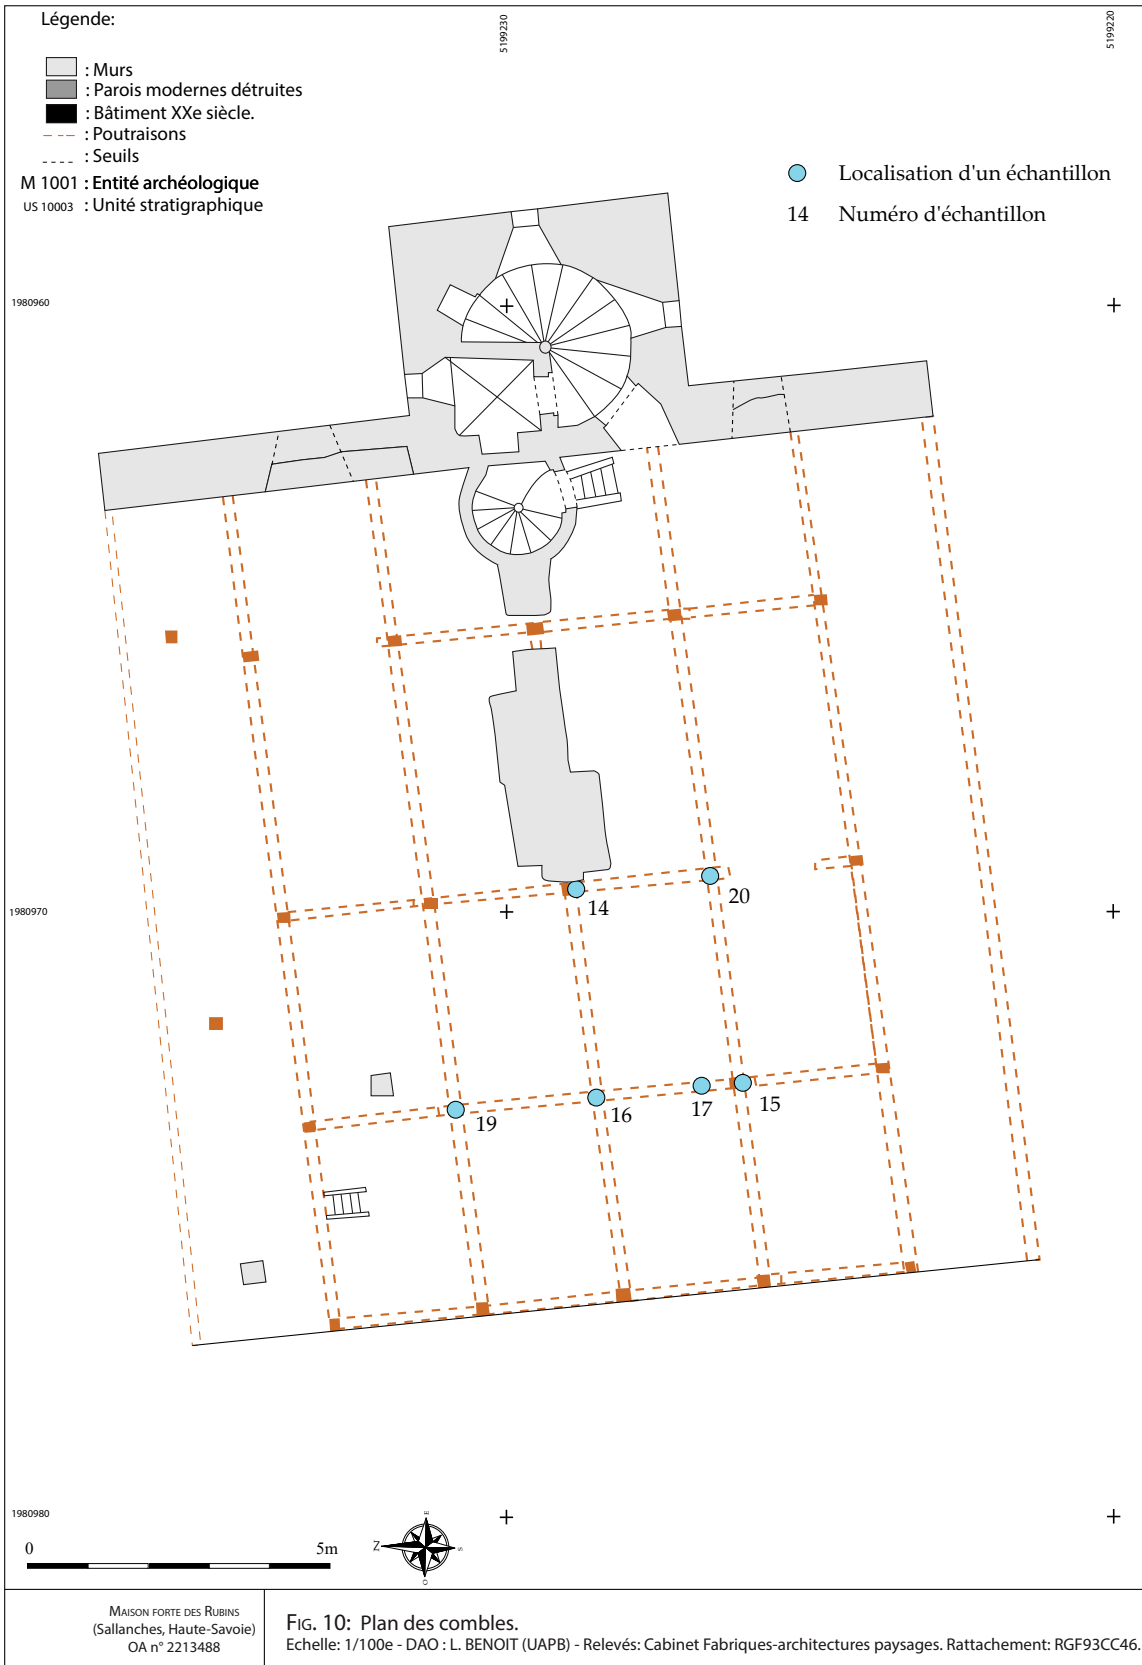 Légende:
: Murs
: Parois modernes détruites
: Bâtiment XXe siècle.
: Poutraisons
: Seuils
M 1001 : Entité archéologique
US 10003 : Unité stratigraphique
5199230
5199220
Localisation d'un échantillon
14 Numéro d'échantillon
1980960
1980970
14
20
19
16
17
15
1980980
0 5m
E
N
S
O
MAISON FORTE DES RUBINS
(Sallanches, Haute-Savoie)
OA n° 2213488
FIG. 10: Plan des combles.
Echelle: 1/100e - DAO : L. BENOIT (UAPB) - Relevés: Cabinet Fabriques-architectures paysages. Rattachement: RGF93CC46.